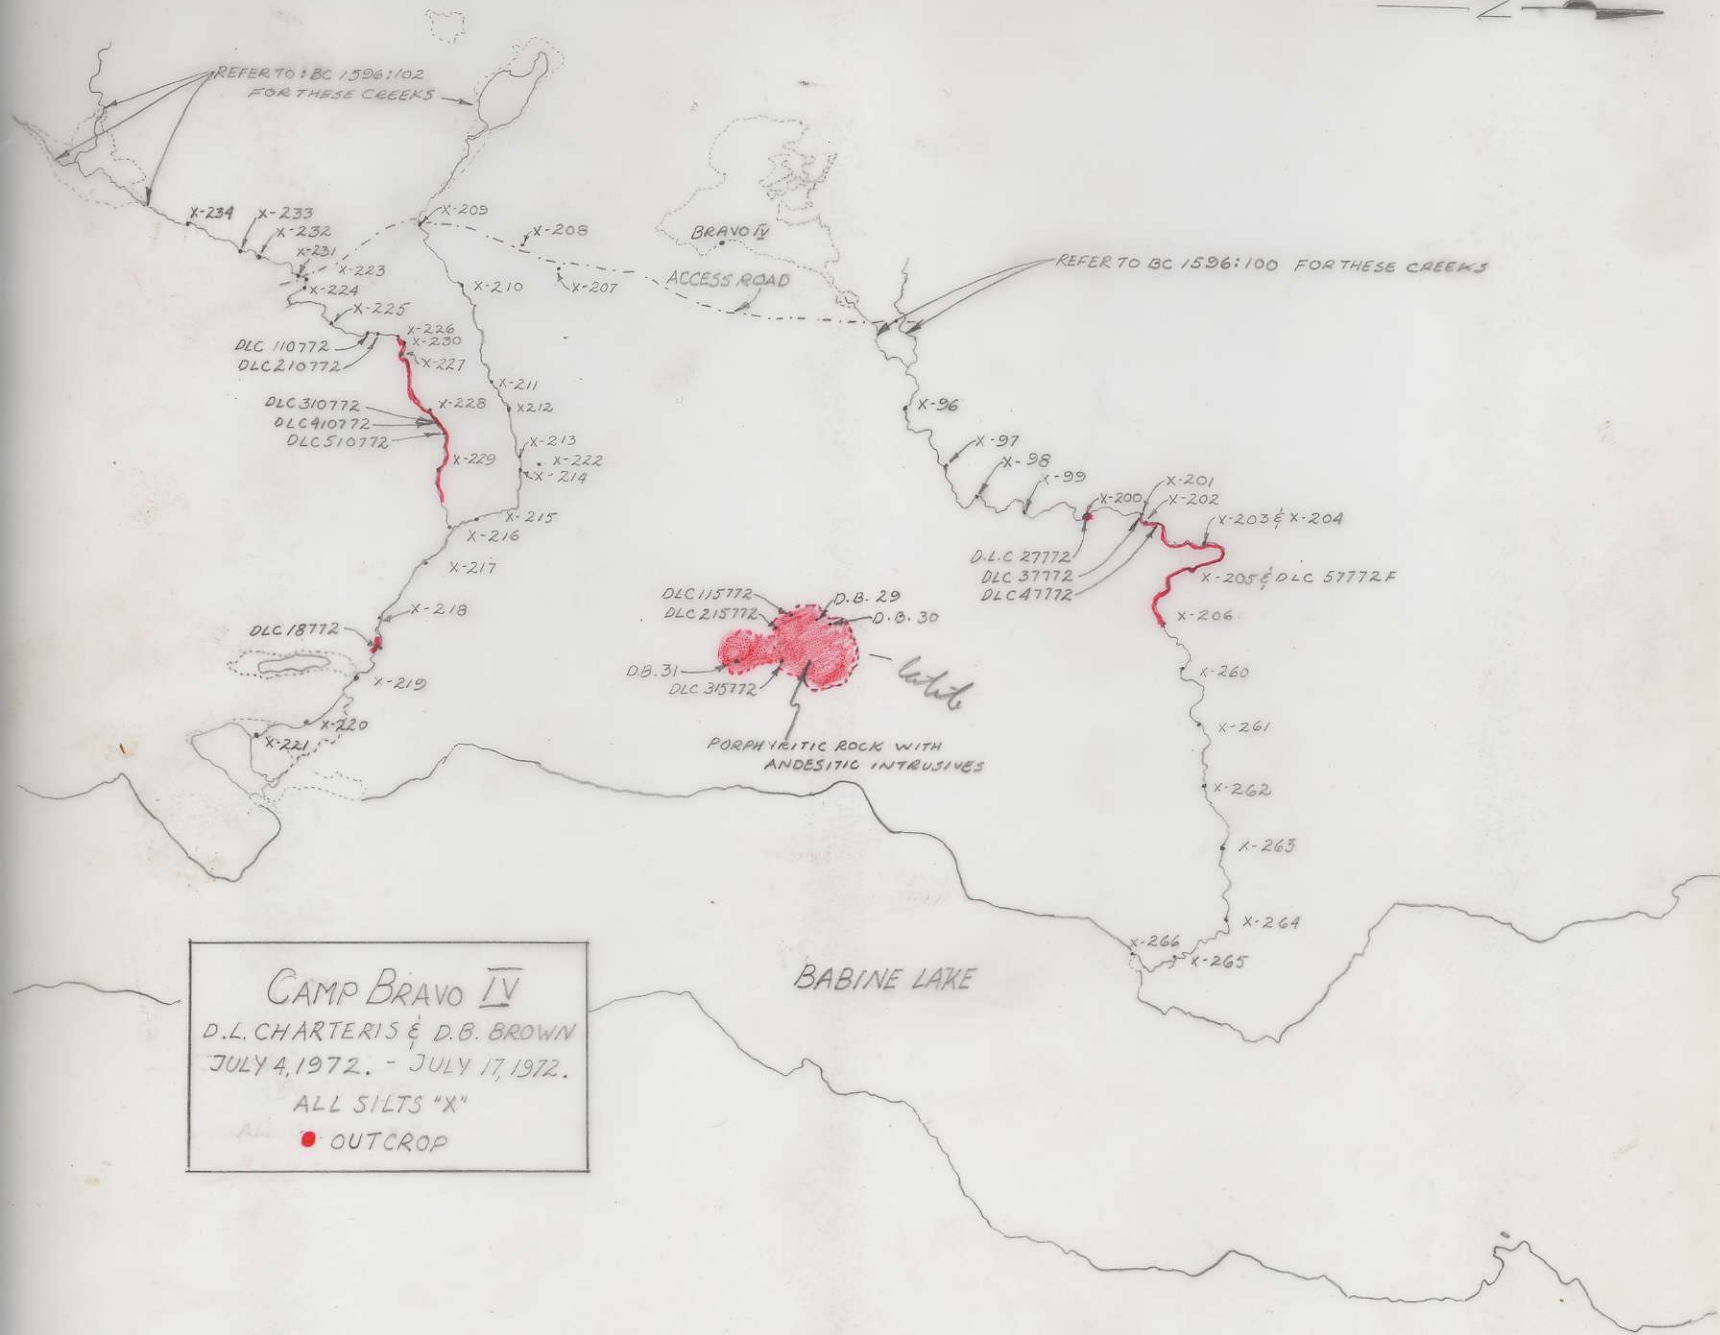 REFER TO: BC 1596:102
FOR THESE CREEKS
X-234
X-233
X-232
X-231
X-223
X-224
X-225
X-209
X-208
X-207
X-210
BRAVO IV
ACCESS ROAD
REFER TO BC 1596:100 FOR THESE CREEKS
DLC 110772
DLC 210772
X-226
X-230
X-227
X-211
X212
DLC 310772
DLC 410772
DLC 510772
X-228
X-229
X-213
X-222
X-214
X-215
X-216
X-217
X-218
DLC 18772
X-219
X-220
X-221
X-96
X-97
X-98
X-99
X-200
X-201
X-202
X-203 & X-204
D.L.C 27772
DLC 37772
DLC 47772
X-205 & DLC 57772F
X-206
X-260
X-261
X-262
X-263
X-264
X-265
X-266
DLC 115772
DLC 215772
D.B. 29
D.B. 30
D.B. 31
DLC 315772
PORPHYRITIC ROCK WITH
ANDESITIC INTRUSIVES
BABINE LAKE
CAMP BRAVO IV
D.L. CHARTERIS & D.B. BROWN
JULY 4, 1972. - JULY 17, 1972.
ALL SILTS "X"
OUTCROP